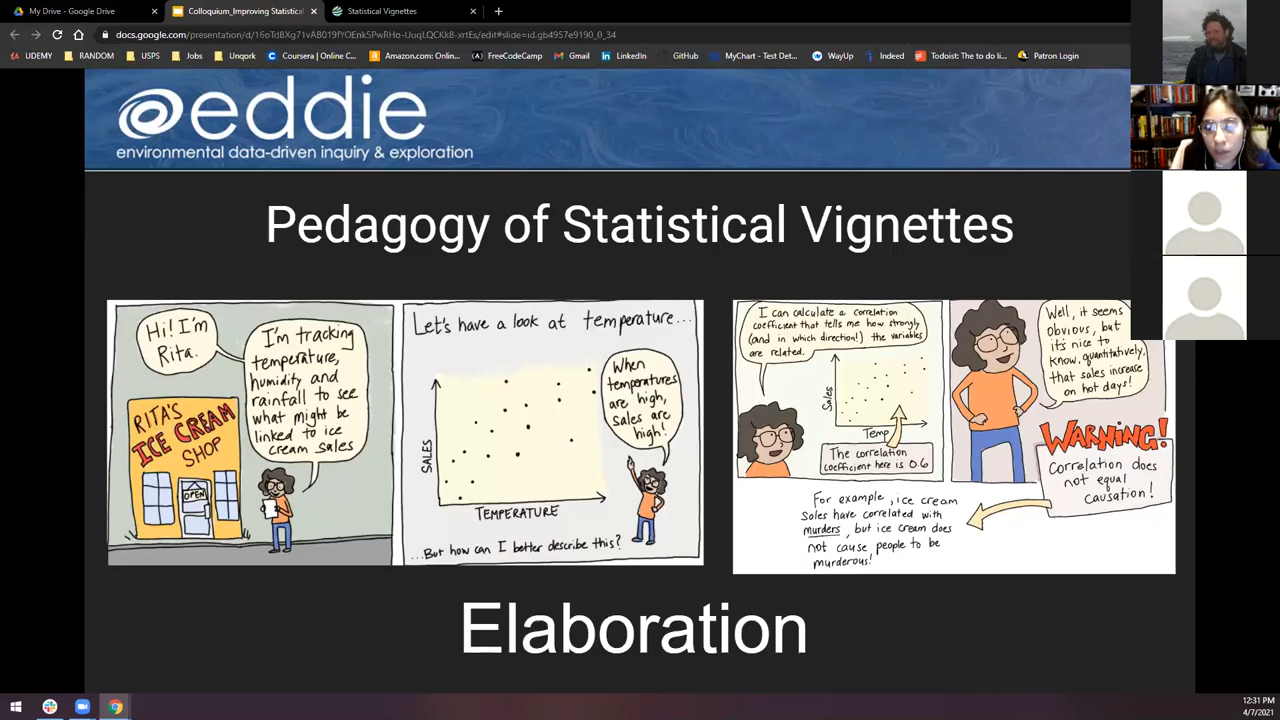 My Drive - Google Drive
Colloquium_Improving Statistical
Statistical Vignettes
docs.google.com/presentation/d/16oTdBXg71vAB019fYOEnk5PwRHo-UuqLQCKk8-xrtEs/edit#slide=id.gb4957e9190_0_34
UDEMY
RANDOM
USPS
Jobs
Unqork
Coursera | Online C...
Amazon.com: Onlin...
FreeCodeCamp
Gmail
LinkedIn
GitHub
MyChart - Test Det...
WayUp
Indeed
Todoist: The to do li...
Patron Login
eddie
environmental data-driven inquiry & exploration
Pedagogy of Statistical Vignettes
Hi! I'm
Rita.
I'm tracking
temperature,
humidity and
rainfall to see
what might be
linked to ice
cream sales
RITA'S
ICE CREAM
SHOP
OPEN
Let's have a look at temperature...
When
temperatures
are high,
sales are
high!
SALES
TEMPERATURE
...But how can I better describe this?
I can calculate a correlation
coefficient that tells me how strongly
(and in which direction!) the variables
are related.
Sales
Temp
The correlation
coefficient here is 0.6
Well, it seems
obvious, but
it's nice to
know, quantitatively,
that sales increase
on hot days!
WARNING!
Correlation does
not equal
causation!
For example, ice cream
sales have correlated with
murders, but ice cream does
not cause people to be
murderous!
Elaboration
12:31 PM
4/7/2021